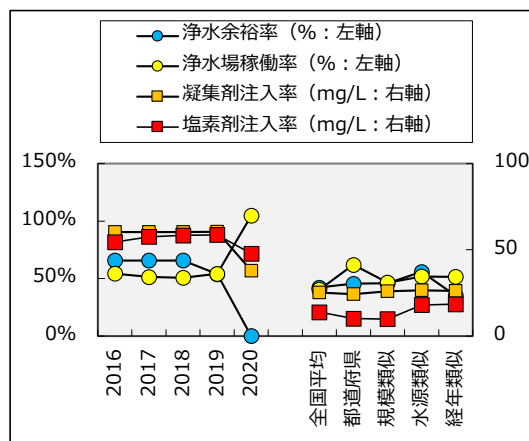 浄水余裕率（%：左軸）
浄水場稼働率（%：左軸）
凝集剤注入率（mg/L：右軸）
塩素剤注入率（mg/L：右軸）
150%
100%
50%
0%
100
50
0
2016
2017
2018
2019
2020
全国平均
都道府県
規模類似
水源類似
経年類似